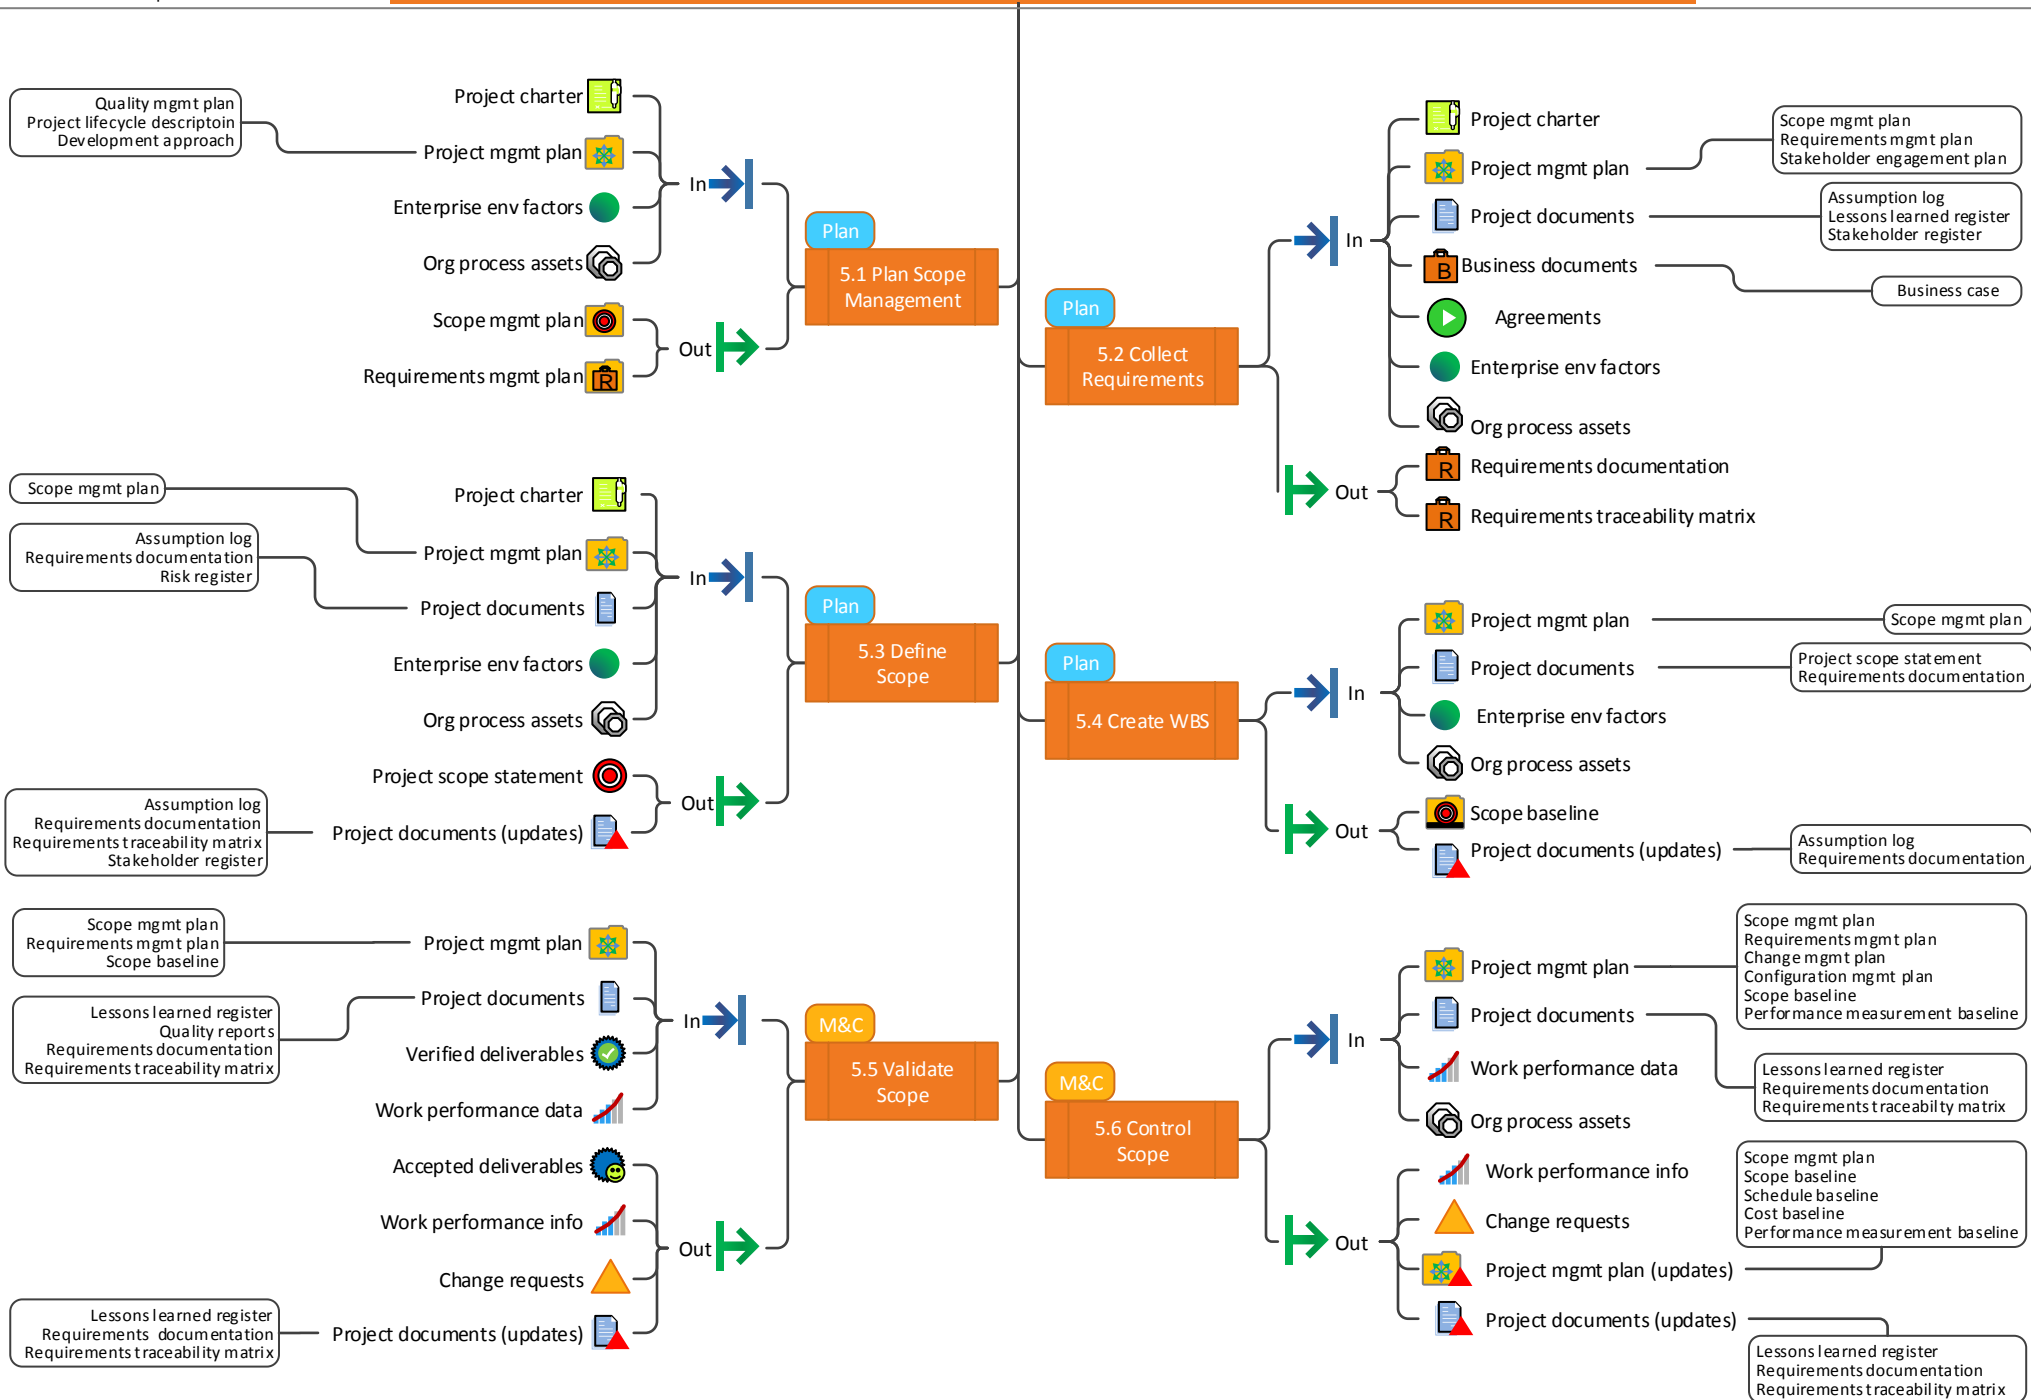 Quality mgmt plan
Project lifecycle descriptoin
Development approach
Project charter
Project mgmt plan
Enterprise env factors
Org process assets
In
Scope mgmt plan
Requirements mgmt plan
Out
Plan
5.1 Plan Scope
Management
Plan
5.2 Collect
Requirements
In
Project charter
Project mgmt plan
Scope mgmt plan
Requirements mgmt plan
Stakeholder engagement plan
Project documents
Assumption log
Lessons learned register
Stakeholder register
B
Business documents
Business case
Agreements
Enterprise env factors
Org process assets
Out
R
Requirements documentation
R
Requirements traceability matrix
R
Scope mgmt plan
Assumption log
Requirements documentation
Risk register
Project charter
Project mgmt plan
Project documents
Enterprise env factors
Org process assets
In
Project scope statement
Project documents (updates)
Out
Assumption log
Requirements documentation
Requirements traceability matrix
Stakeholder register
Plan
5.3 Define
Scope
Plan
5.4 Create WBS
In
Project mgmt plan
Scope mgmt plan
Project documents
Project scope statement
Requirements documentation
Enterprise env factors
Org process assets
Out
Scope baseline
Project documents (updates)
Assumption log
Requirements documentation
Scope mgmt plan
Requirements mgmt plan
Scope baseline
Lessons learned register
Quality reports
Requirements documentation
Requirements traceability matrix
Project mgmt plan
Project documents
Verified deliverables
Work performance data
In
Accepted deliverables
Work performance info
Change requests
Project documents (updates)
Out
Lessons learned register
Requirements documentation
Requirements traceability matrix
M&C
5.5 Validate
Scope
M&C
5.6 Control
Scope
In
Project mgmt plan
Scope mgmt plan
Requirements mgmt plan
Change mgmt plan
Configuration mgmt plan
Scope baseline
Performance measurement baseline
Project documents
Lessons learned register
Requirements documentation
Requirements traceabilty matrix
Work performance data
Org process assets
Out
Work performance info
Change requests
Project mgmt plan (updates)
Scope mgmt plan
Scope baseline
Schedule baseline
Cost baseline
Performance measurement baseline
Project documents (updates)
Lessons learned register
Requirements documentation
Requirements traceability matrix